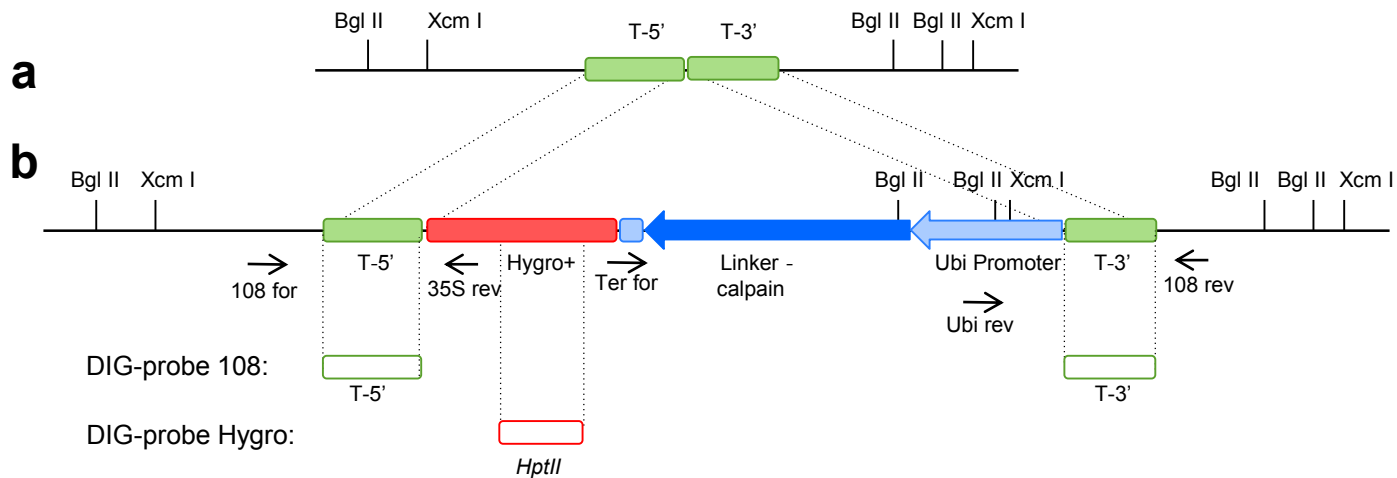 Bgl II Xcm I T-5’ T-3’ Bgl II Bgl II Xcm I
a
b
Bgl II Xcm I Bgl II Bgl II Xcm I Bgl II Bgl II Xcm I
T-5’ Hygro+ Linker - Ubi Promoter T-3’
calpain
108 for 35S rev Ter for Ubi rev 108 rev
DIG-probe 108:
T-5’ T-3’
DIG-probe Hygro:
HptII